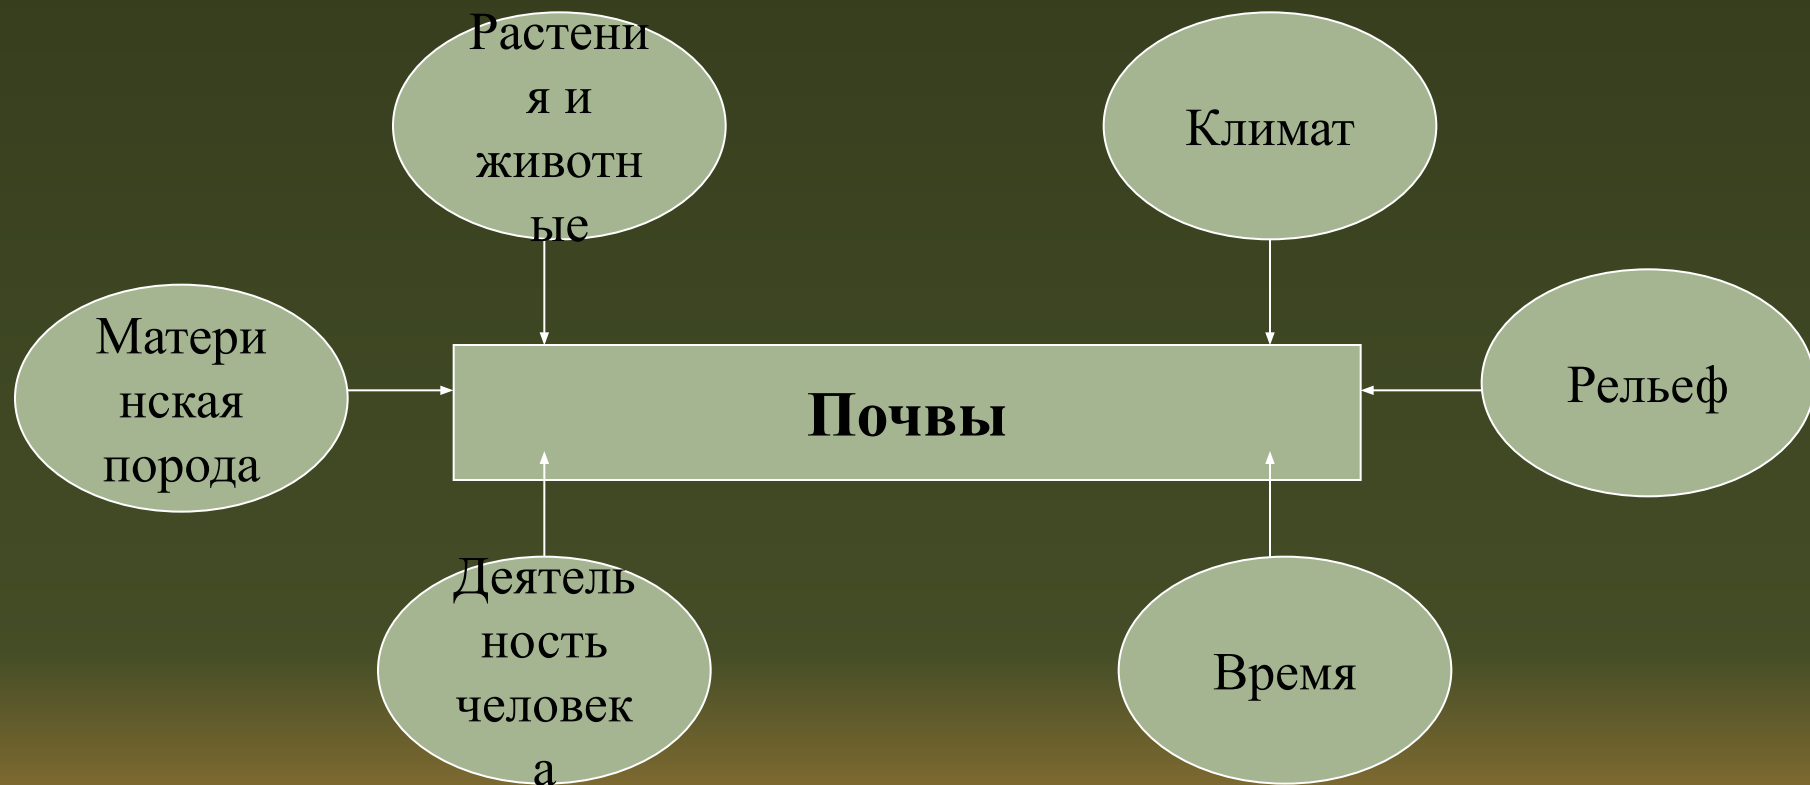 Растени
я и
животн
ые
Климат
Матери
нская
порода
Почвы
Рельеф
Деятель
ность
человек
а
Время